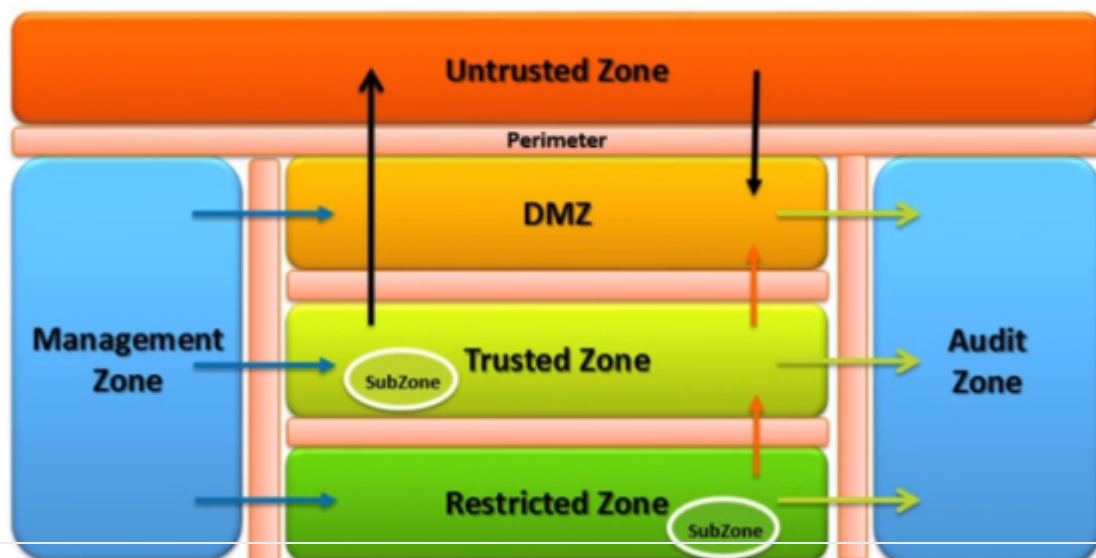 Untrusted Zone
Perimeter
DMZ
Management
Zone
Trusted Zone
SubZone
Audit
Zone
Restricted Zone
SubZone